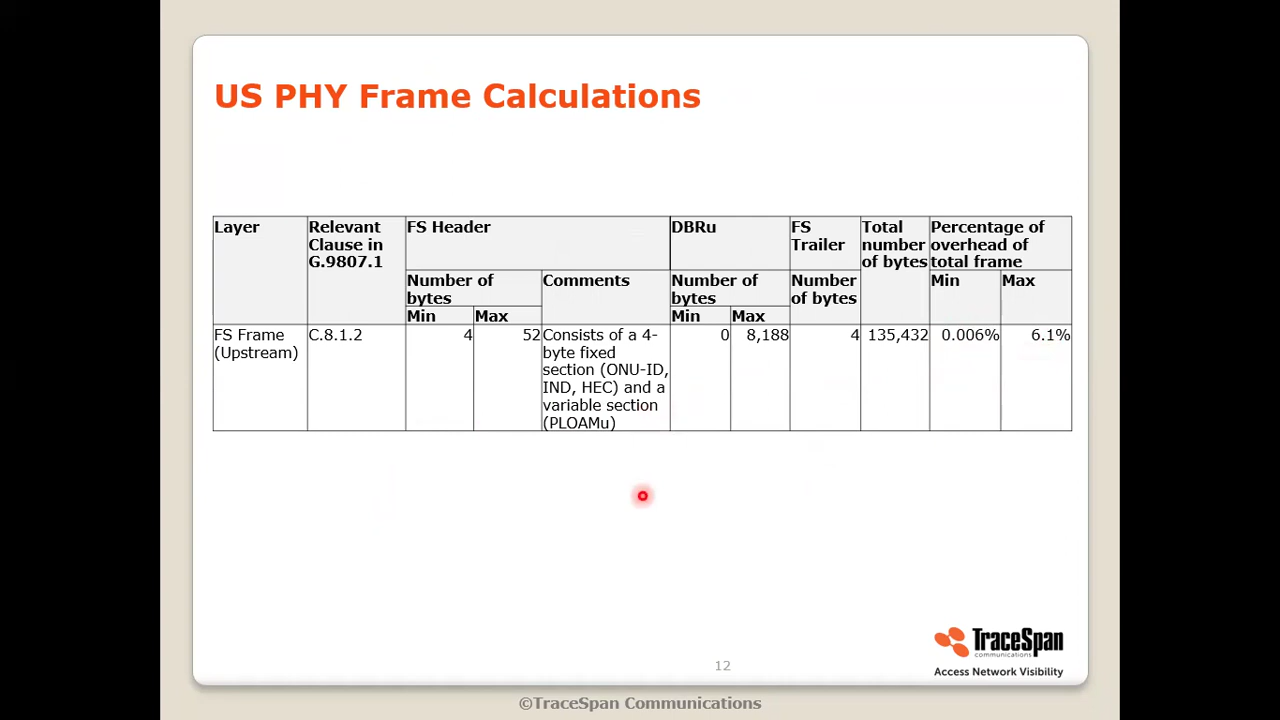 US PHY Frame Calculations
Layer
Relevant
Clause in
G.9807.1
FS Header
DBRu
FS
Trailer
Total
number
of bytes
Percentage of
overhead of
total frame
Number of
bytes
Comments
Number of
bytes
Number
of bytes
Min
Max
Min
Max
Min
Max
FS Frame
(Upstream)
C.8.1.2
4
52
Consists of a 4-
byte fixed
section (ONU-ID,
IND, HEC) and a
variable section
(PLOAMu)
0
8,188
4
135,432
0.006%
6.1%
TraceSpan
communications
Access Network Visibility
12
©TraceSpan Communications